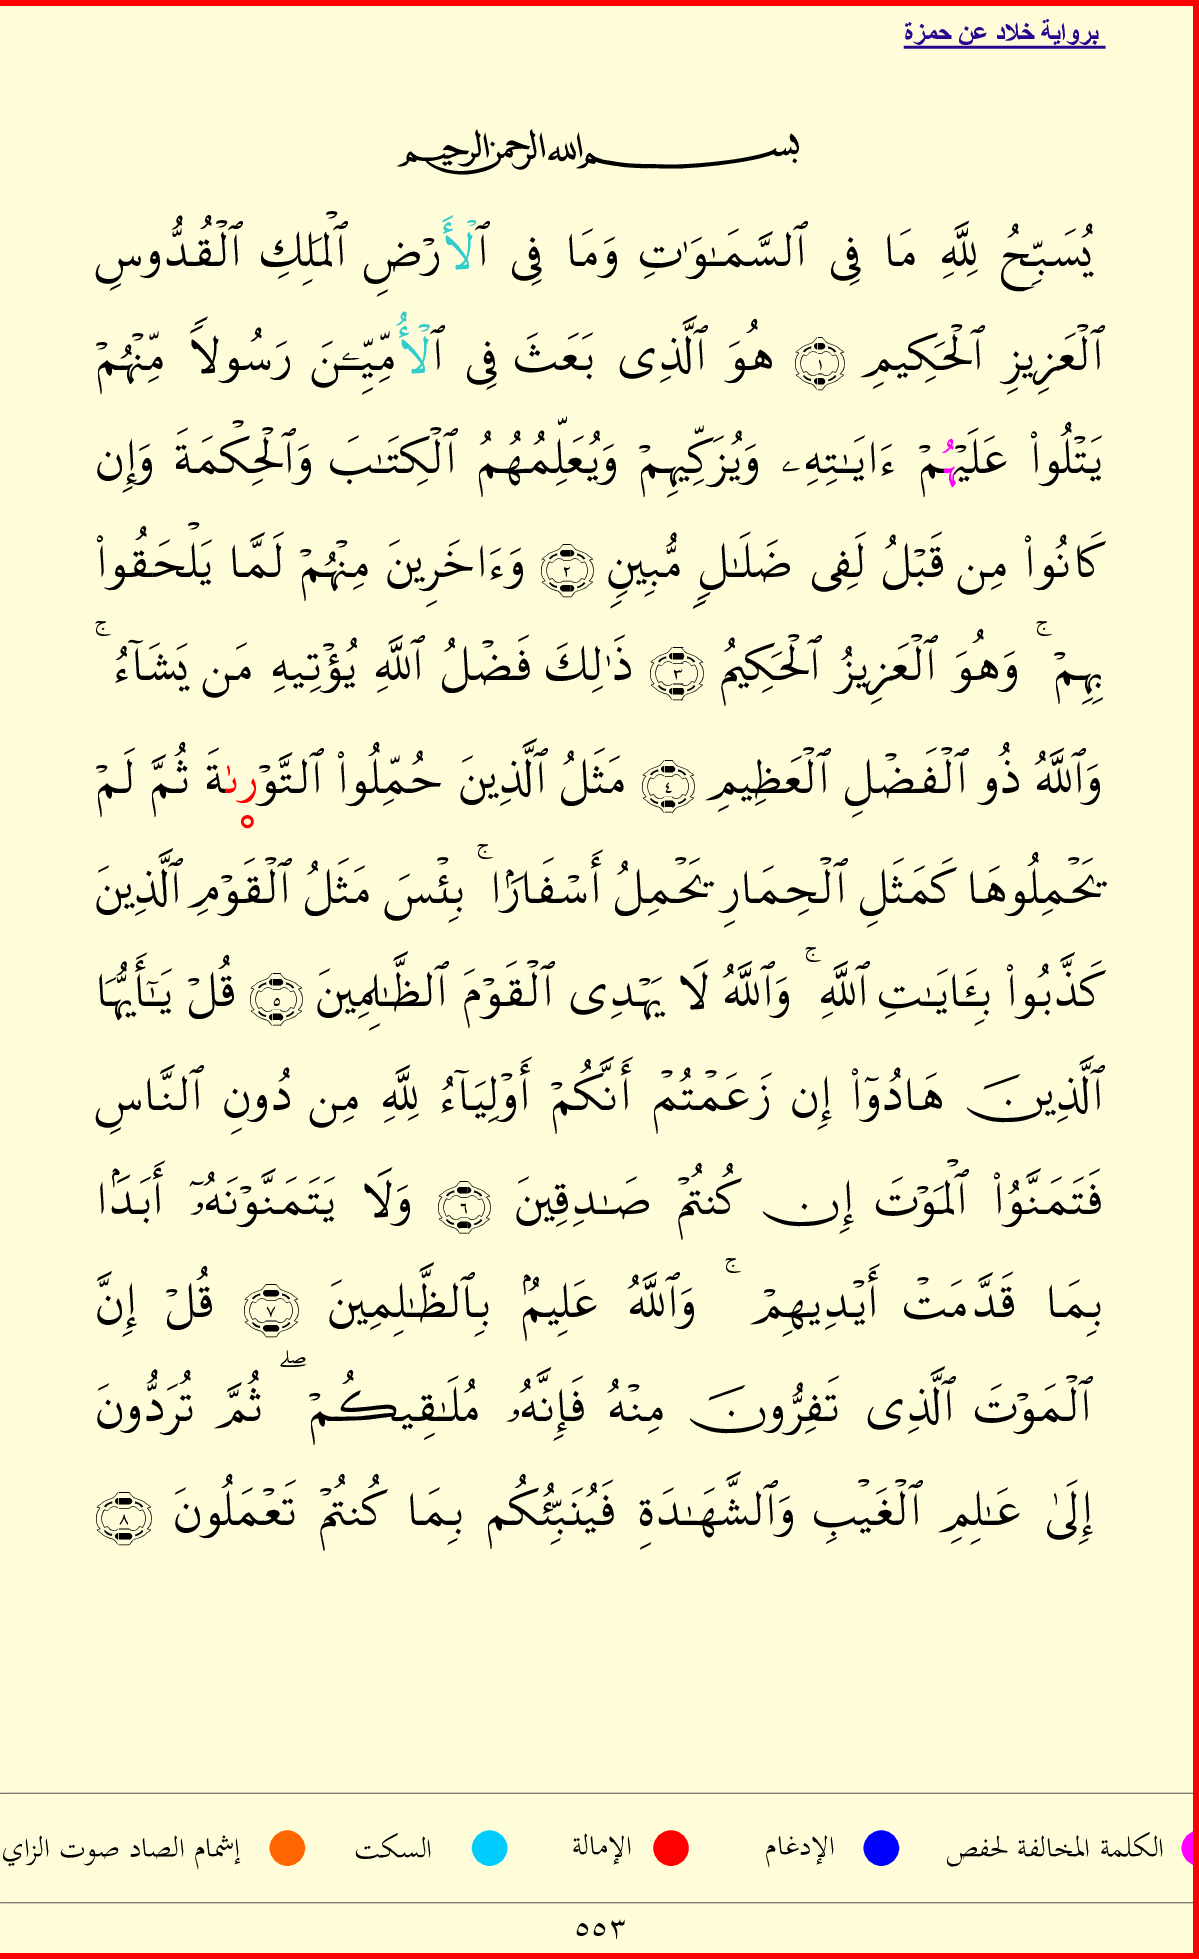 برواية خلاد عن حمزة
بسم الله الرحمن الرحيم
يُسَبِّحُ لِلَّهِ مَا فِى ٱلسَّمَـٰوَٰتِ وَمَا فِى ٱلْأَرْضِ ٱلْمَلِكِ ٱلْقُدُّوسِ
ٱلْعَزِيزِ ٱلْحَكِيمِ ١ هُوَ ٱلَّذِى بَعَثَ فِى ٱلْأُمِّيِّـۧنَ رَسُولًا مِّنْهُمْ
يَتْلُوا۟ عَلَيْهُمْ ءَايَـٰتِهِۦ وَيُزَكِّيهِمْ وَيُعَلِّمُهُمُ ٱلْكِتَـٰبَ وَٱلْحِكْمَةَ وَإِن
كَانُوا۟ مِن قَبْلُ لَفِى ضَلَـٰلٍ مُّبِينٍ ٢ وَءَاخَرِينَ مِنْهُمْ لَمَّا يَلْحَقُوا۟
بِهِمْ ۚ وَهُوَ ٱلْعَزِيزُ ٱلْحَكِيمُ ٣ ذَٰلِكَ فَضْلُ ٱللَّهِ يُؤْتِيهِ مَن يَشَآءُ ۚ
وَٱللَّهُ ذُو ٱلْفَضْلِ ٱلْعَظِيمِ ٤ مَثَلُ ٱلَّذِينَ حُمِّلُوا۟ ٱلتَّوْرىٰةَ ثُمَّ لَمْ
يَحْمِلُوهَا كَمَثَلِ ٱلْحِمَارِ يَحْمِلُ أَسْفَارًۢا ۚ بِئْسَ مَثَلُ ٱلْقَوْمِ ٱلَّذِينَ
كَذَّبُوا۟ بِـَٔايَـٰتِ ٱللَّهِ ۚ وَٱللَّهُ لَا يَهْدِى ٱلْقَوْمَ ٱلظَّـٰلِمِينَ ٥ قُلْ يَـٰٓأَيُّهَا
ٱلَّذِينَ هَادُوٓا۟ إِن زَعَمْتُمْ أَنَّكُمْ أَوْلِيَآءُ لِلَّهِ مِن دُونِ ٱلنَّاسِ
فَتَمَنَّوُا۟ ٱلْمَوْتَ إِن كُنتُمْ صَـٰدِقِينَ ٦ وَلَا يَتَمَنَّوْنَهُۥٓ أَبَدَۢا
بِمَا قَدَّمَتْ أَيْدِيهِمْ ۚ وَٱللَّهُ عَلِيمٌۢ بِٱلظَّـٰلِمِينَ ٧ قُلْ إِنَّ
ٱلْمَوْتَ ٱلَّذِى تَفِرُّونَ مِنْهُ فَإِنَّهُۥ مُلَـٰقِيكُمْ ۖ ثُمَّ تُرَدُّونَ
إِلَىٰ عَـٰلِمِ ٱلْغَيْبِ وَٱلشَّهَـٰدَةِ فَيُنَبِّئُكُم بِمَا كُنتُمْ تَعْمَلُونَ ٨
الكلمة المخالفة لحفص الإدغام الإمالة السكت إشمام الصاد صوت الزاي
٥٥٣